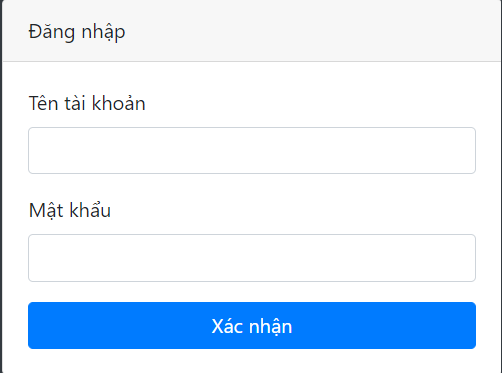 Đăng nhập
Tên tài khoản
Mật khẩu
Xác nhận